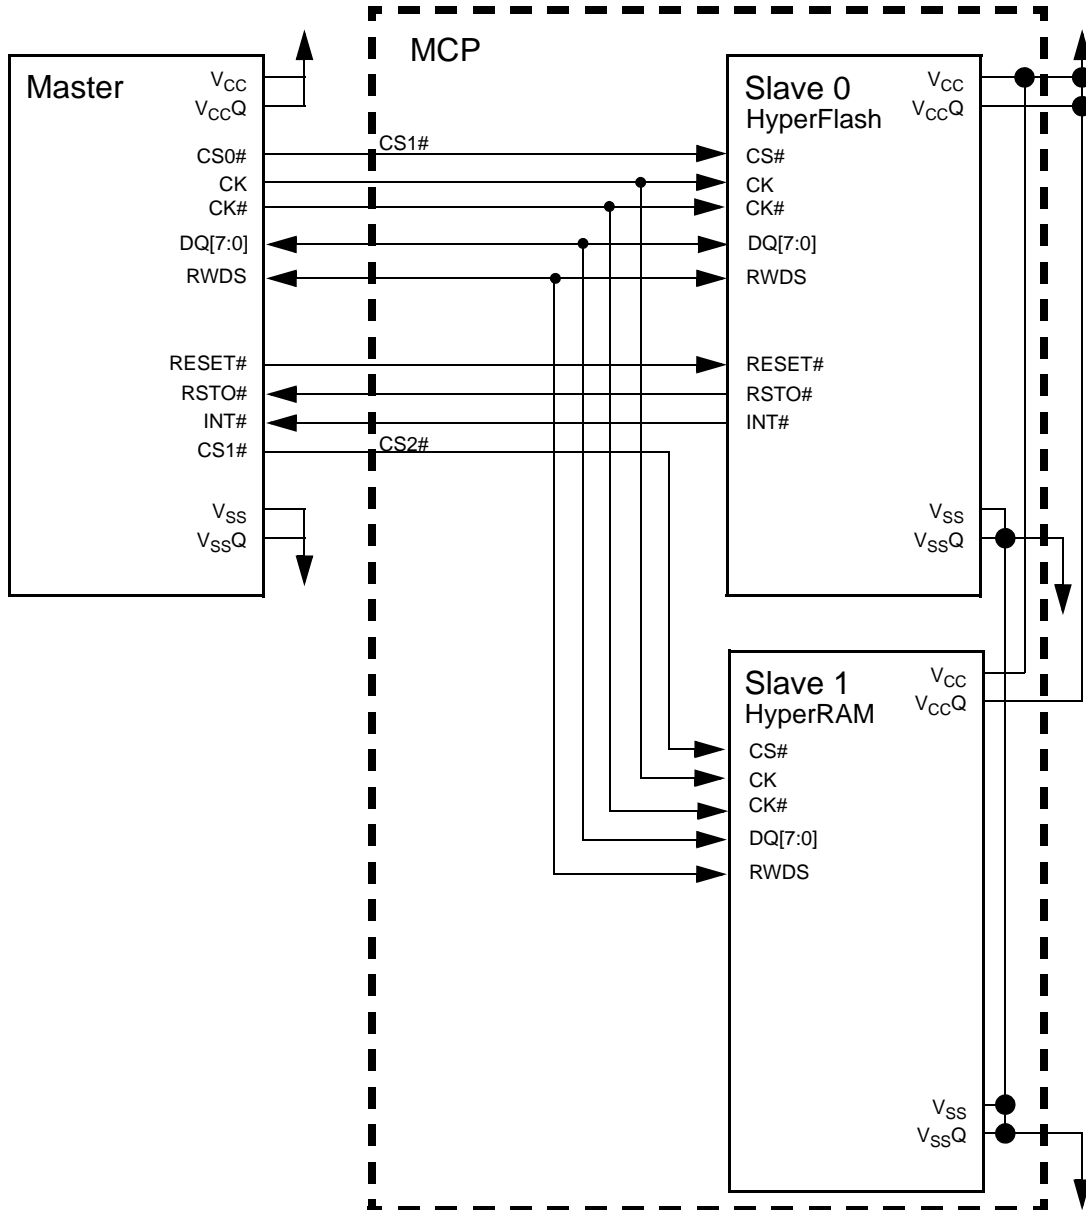 MCP
Master
VCC
VCCQ
CS0#
CK
CK#
DQ[7:0]
RWDS
RESET#
RSTO#
INT#
CS1#
VSS
VSSQ
CS1#
CS2#
Slave 0
HyperFlash
VCC
VCCQ
CS#
CK
CK#
DQ[7:0]
RWDS
RESET#
RSTO#
INT#
VSS
VSSQ
Slave 1
HyperRAM
VCC
VCCQ
CS#
CK
CK#
DQ[7:0]
RWDS
VSS
VSSQ